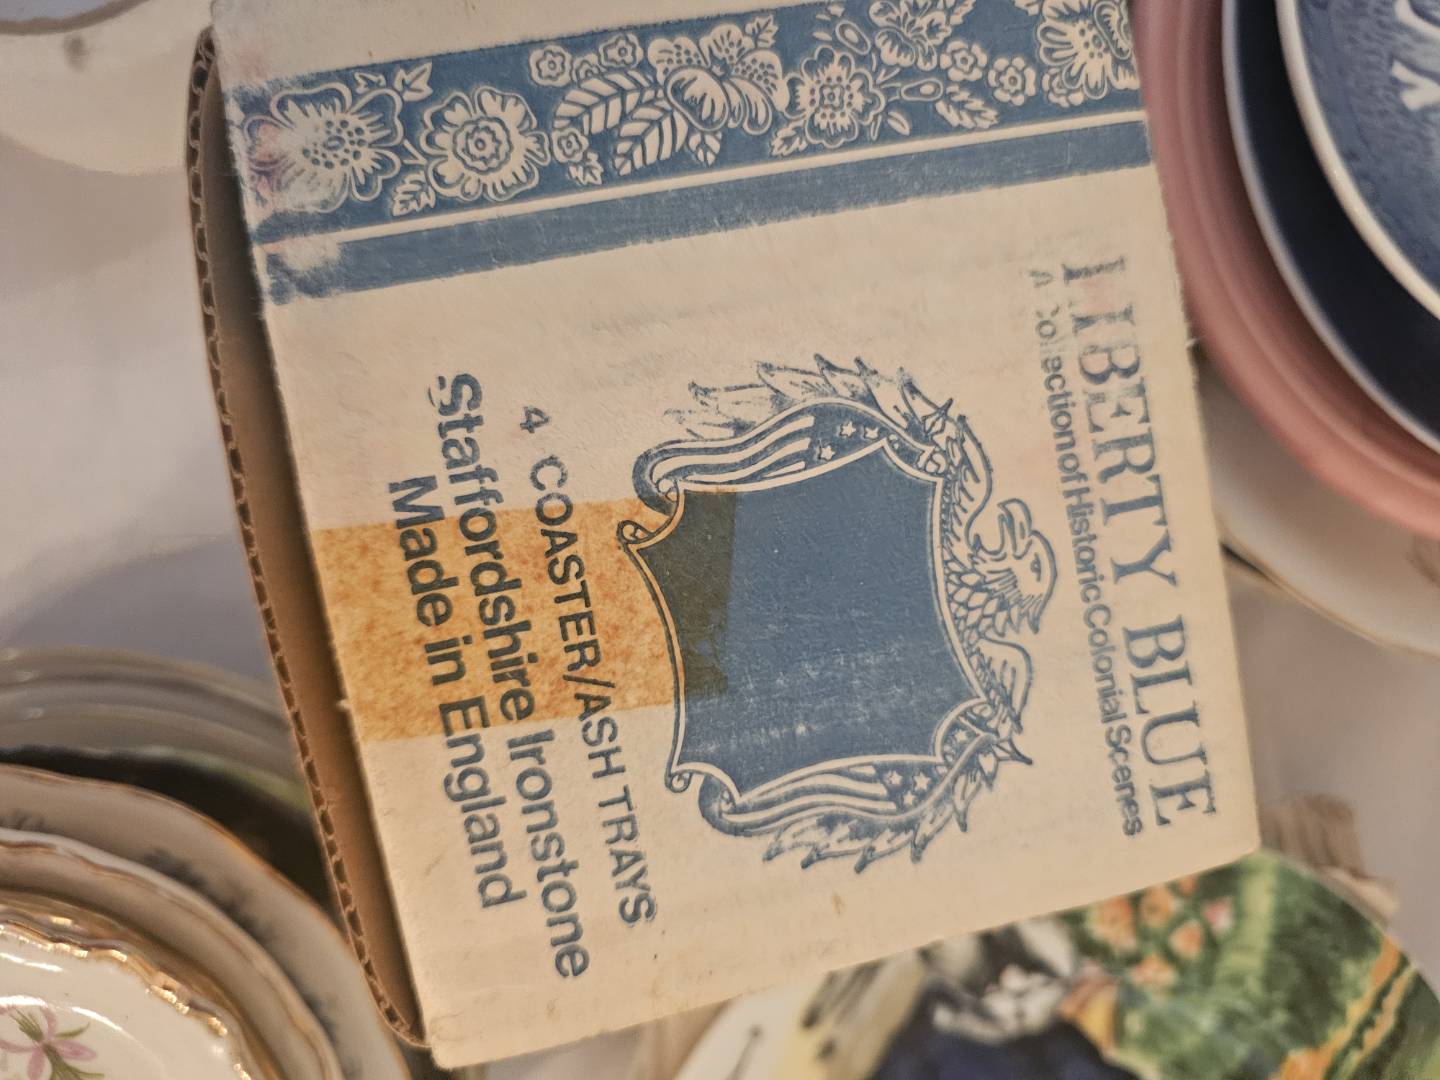 LIBERTY BLUE
A Collection of Historic Colonial Scenes
4 COASTER/ASH TRAYS
Staffordshire Ironstone
Made in England